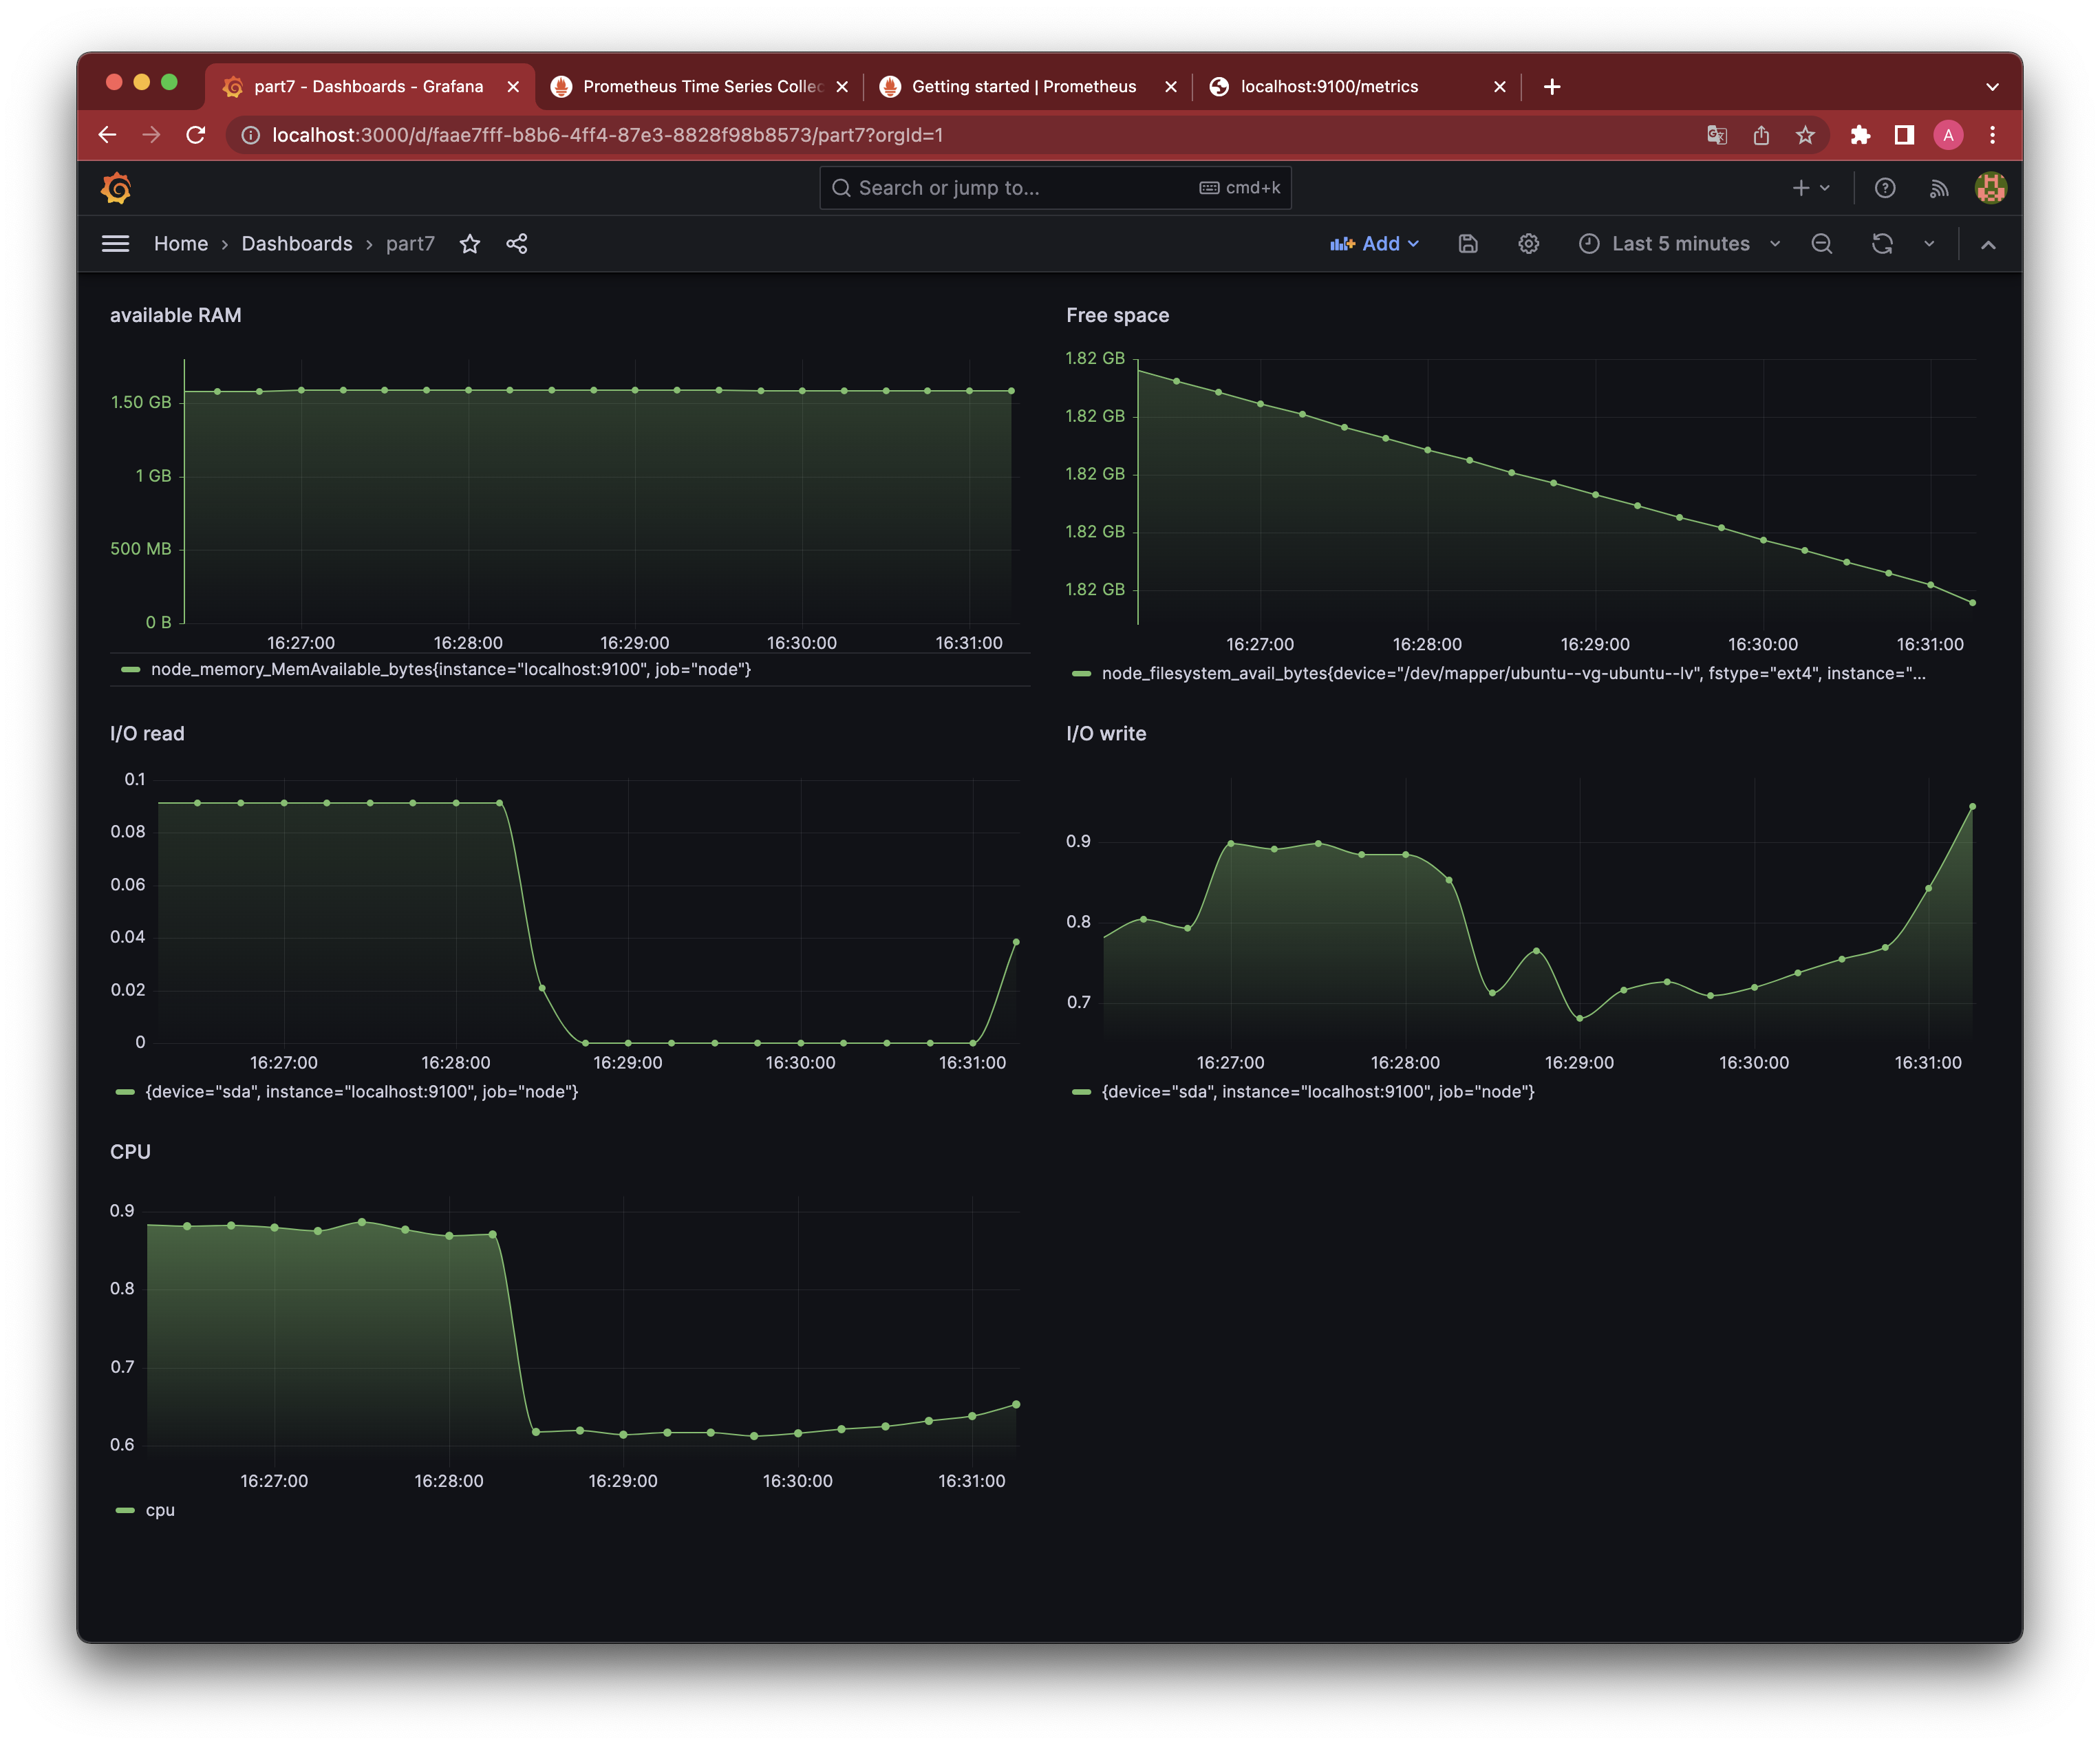 part7 - Dashboards - Grafana
Prometheus Time Series Collec
Getting started | Prometheus
localhost:9100/metrics
localhost:3000/d/faae7fff-b8b6-4ff4-87e3-8828f98b8573/part7?orgId=1
A
Search or jump to...
cmd+k
Home › Dashboards › part7
Add
Last 5 minutes
available RAM
1.50 GB
1 GB
500 MB
0 B
16:27:00 16:28:00 16:29:00 16:30:00 16:31:00
node_memory_MemAvailable_bytes{instance="localhost:9100", job="node"}
Free space
1.82 GB
1.82 GB
1.82 GB
1.82 GB
1.82 GB
16:27:00 16:28:00 16:29:00 16:30:00 16:31:00
node_filesystem_avail_bytes{device="/dev/mapper/ubuntu--vg-ubuntu--lv", fstype="ext4", instance="...
I/O read
0.1
0.08
0.06
0.04
0.02
0
16:27:00 16:28:00 16:29:00 16:30:00 16:31:00
{device="sda", instance="localhost:9100", job="node"}
I/O write
0.9
0.8
0.7
16:27:00 16:28:00 16:29:00 16:30:00 16:31:00
{device="sda", instance="localhost:9100", job="node"}
CPU
0.9
0.8
0.7
0.6
16:27:00 16:28:00 16:29:00 16:30:00 16:31:00
cpu